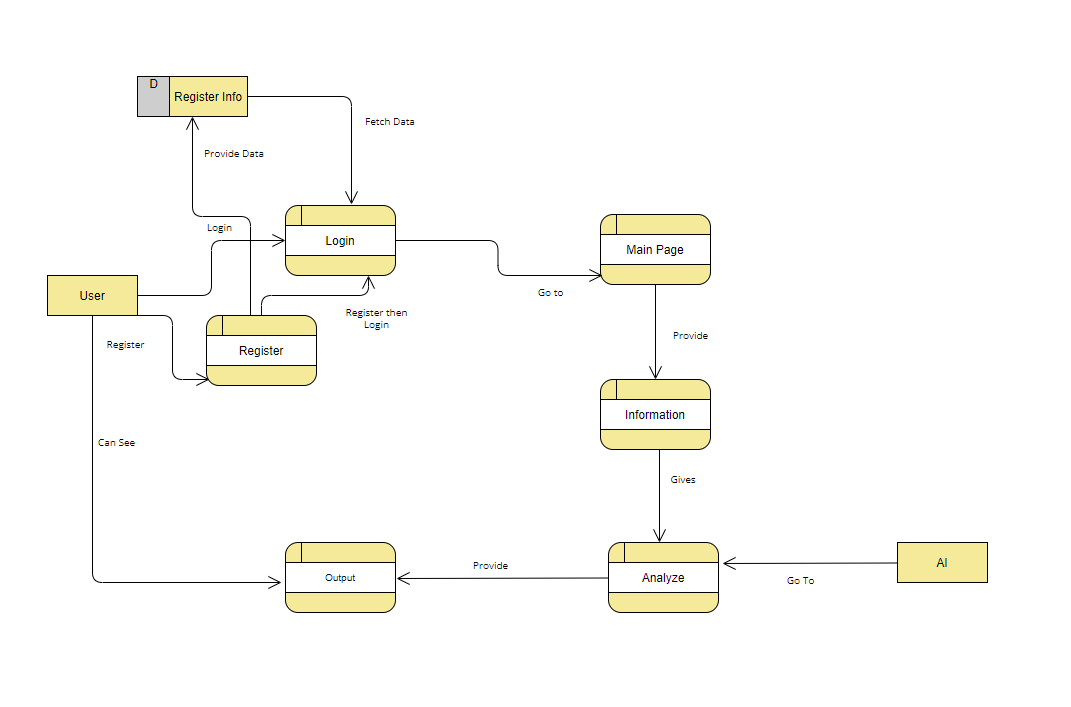 D
Register Info
Fetch Data
Provide Data
Login
Login
Main Page
User
Go to
Register then
Login
Provide
Register
Register
Information
Can See
Gives
Provide
Output
Analyze
AI
Go To